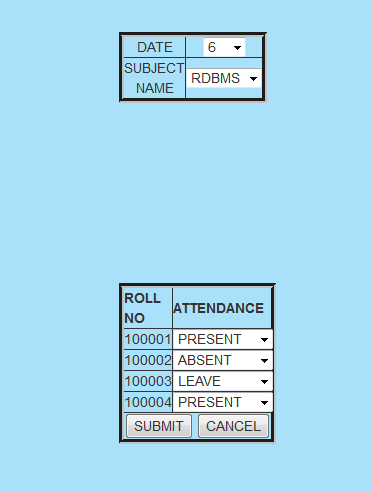 DATE 6
SUBJECT
NAME RDBMS
ROLL
NO ATTENDANCE
100001 PRESENT
100002 ABSENT
100003 LEAVE
100004 PRESENT
SUBMIT CANCEL